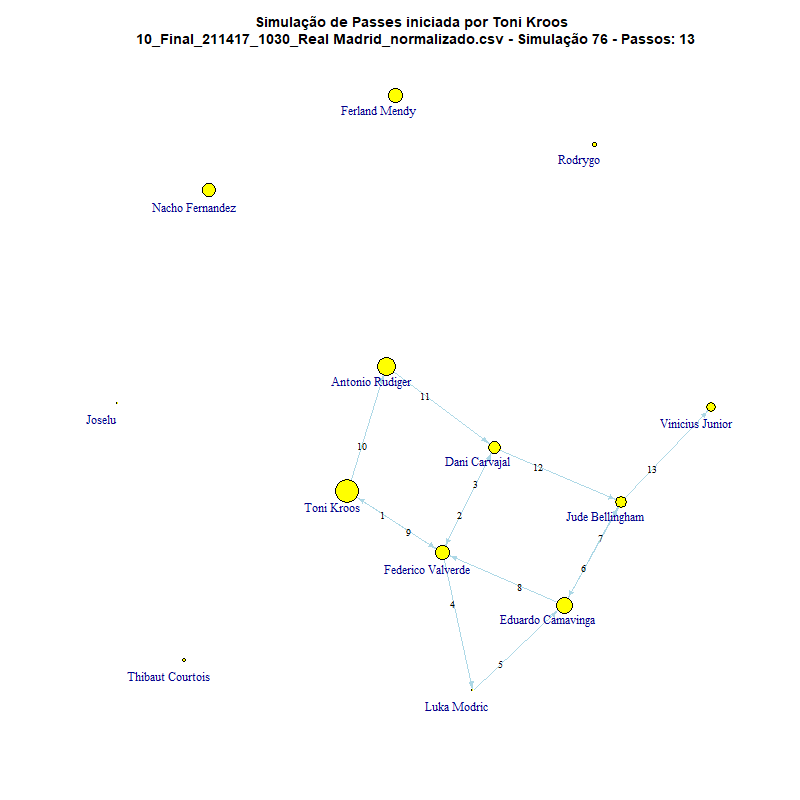 Simulação de Passes iniciada por Toni Kroos
10_Final_211417_1030_Real Madrid_normalizado.csv - Simulação 76 - Passos: 13
Ferland Mendy
Rodrygo
Nacho Fernandez
Antonio Rudiger
11
Joselu
Vinicius Junior
10
Dani Carvajal
12
13
3
Toni Kroos
1
2
Jude Bellingham
9
7
Federico Valverde
6
8
4
Eduardo Camavinga
5
Thibaut Courtois
Luka Modric